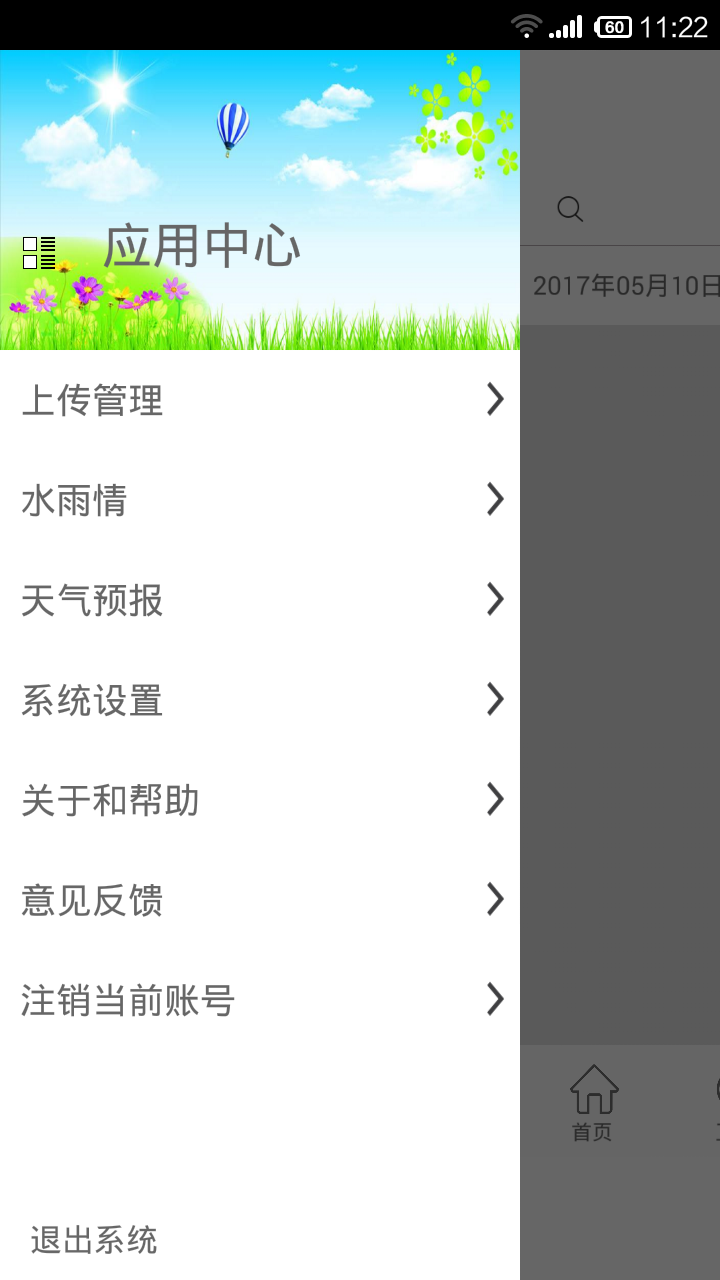 60 11:22
应用中心
2017年05月10日
上传管理
水雨情
天气预报
系统设置
关于和帮助
意见反馈
注销当前账号
首页
退出系统